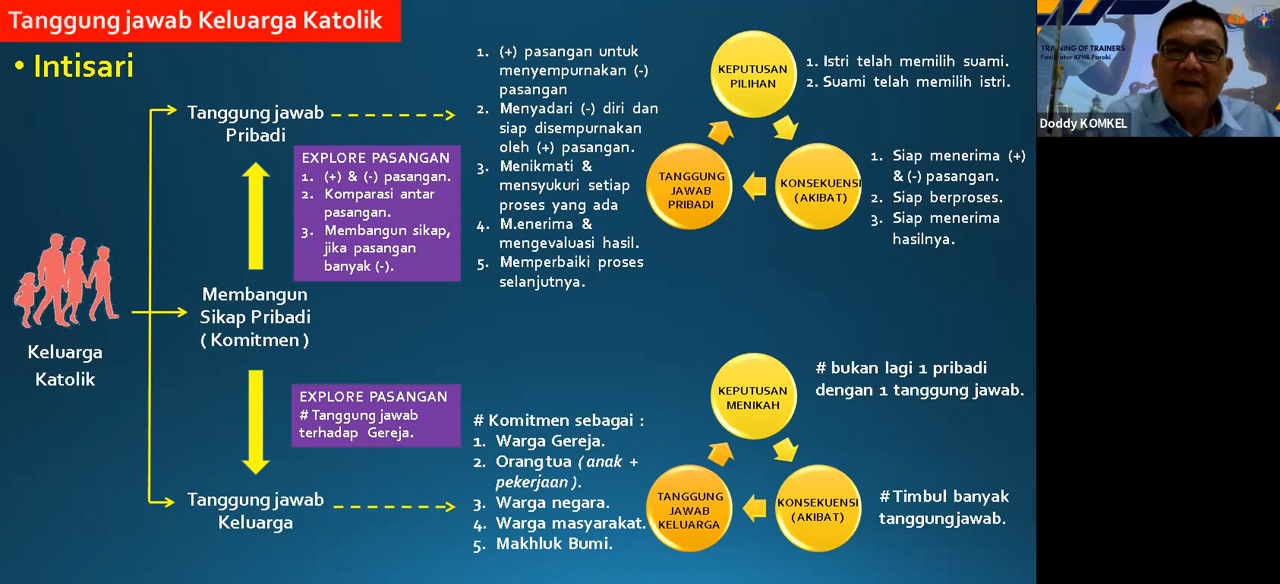 Tanggung jawab Keluarga Katolik
• Intisari
Tanggung jawab
Pribadi
EXPLORE PASANGAN
1. (+) & (-) pasangan.
2. Komparasi antar
pasangan.
3. Membangun sikap,
jika pasangan
banyak (-).
Membangun
Sikap Pribadi
( Komitmen )
Keluarga
Katolik
EXPLORE PASANGAN
# Tanggung jawab
terhadap Gereja.
Tanggung jawab
Keluarga
1. (+) pasangan untuk
menyempurnakan (-)
pasangan
2. Menyadari (-) diri dan
siap disempurnakan
oleh (+) pasangan.
3. Menikmati &
mensyukuri setiap
proses yang ada
4. M.enerima &
mengevaluasi hasil.
5. Memperbaiki proses
selanjutnya.
KEPUTUSAN
PILIHAN
1. Istri telah memilih suami.
2. Suami telah memilih istri.
TANGGUNG
JAWAB
PRIBADI
KONSEKUENSI
(AKIBAT)
1. Siap menerima (+)
& (-) pasangan.
2. Siap berproses.
3. Siap menerima
hasilnya.
# Komitmen sebagai :
1. Warga Gereja.
2. Orangtua ( anak +
pekerjaan ).
3. Warga negara.
4. Warga masyarakat.
5. Makhluk Bumi.
KEPUTUSAN
MENIKAH
# bukan lagi 1 pribadi
dengan 1 tanggung jawab.
TANGGUNG
JAWAB
KELUARGA
KONSEKUENSI
(AKIBAT)
# Timbul banyak
tanggungjawab.
TRAINING OF TRAINERS
Fasilitator KPHB Paroki
Doddy KOMKEL